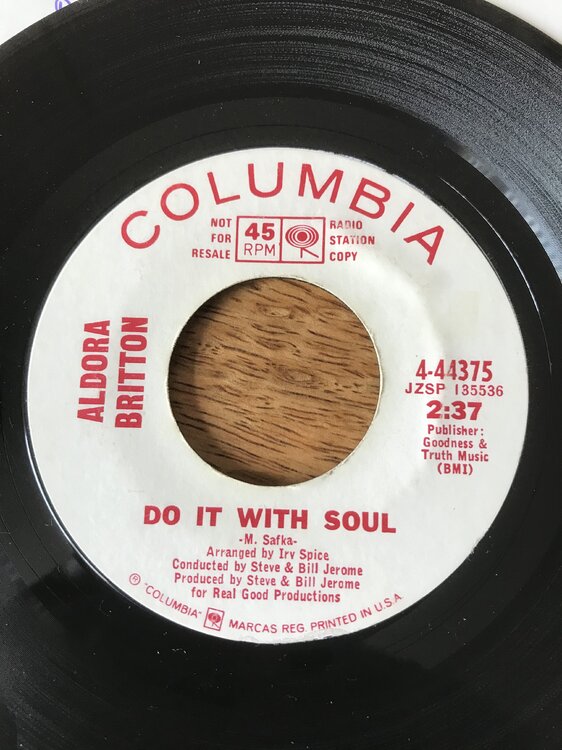 COLUMBIA
NOT
FOR
RESALE
45
RPM
RADIO
STATION
COPY
ALDORA
BRITTON
4-44375
JZSP 135536
2:37
Publisher:
Goodness &
Truth Music
(BMI)
DO IT WITH SOUL
-M. Safka-
Arranged by Irv Spice
Conducted by Steve & Bill Jerome
Produced by Steve & Bill Jerome
for Real Good Productions
® "COLUMBIA" MARCAS REG. PRINTED IN U.S.A.